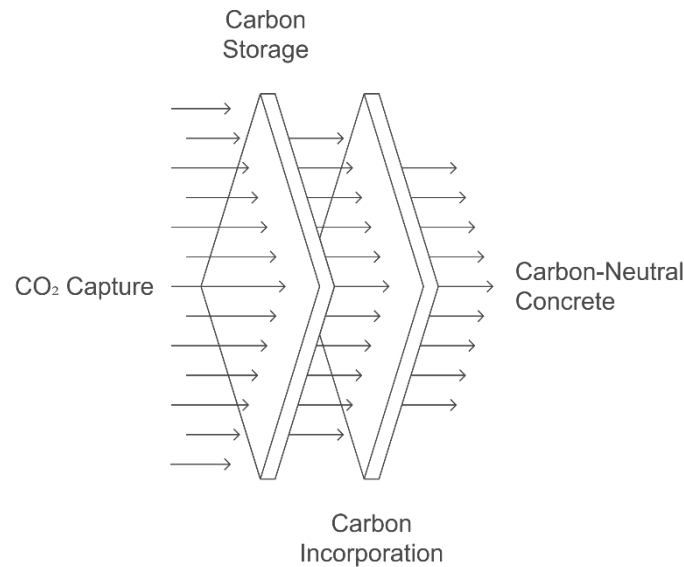 Carbon
Storage
CO₂ Capture
Carbon-Neutral
Concrete
Carbon
Incorporation